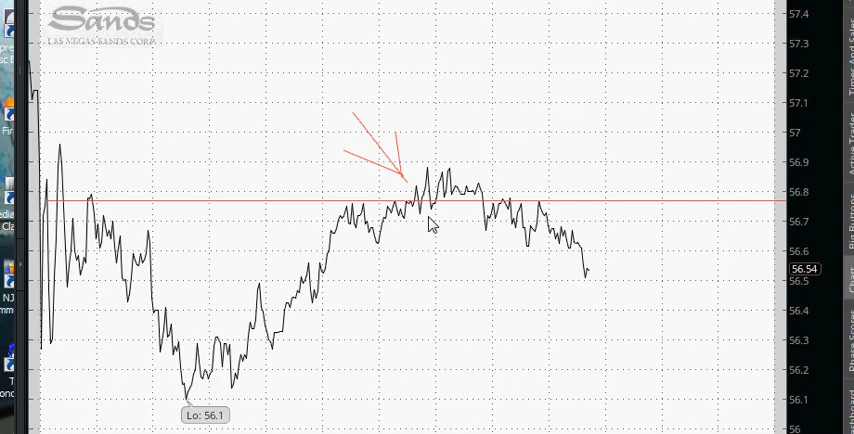 Sands
LAS VEGAS SANDS CORP.
57.4
57.3
57.2
57.1
57
56.9
56.8
56.7
56.6
56.54
56.5
56.4
56.3
56.2
56.1
56
Lo: 56.1
Times And Sales
Active Trader
Big Buttons
Chart
Phase Scores
Dashboard